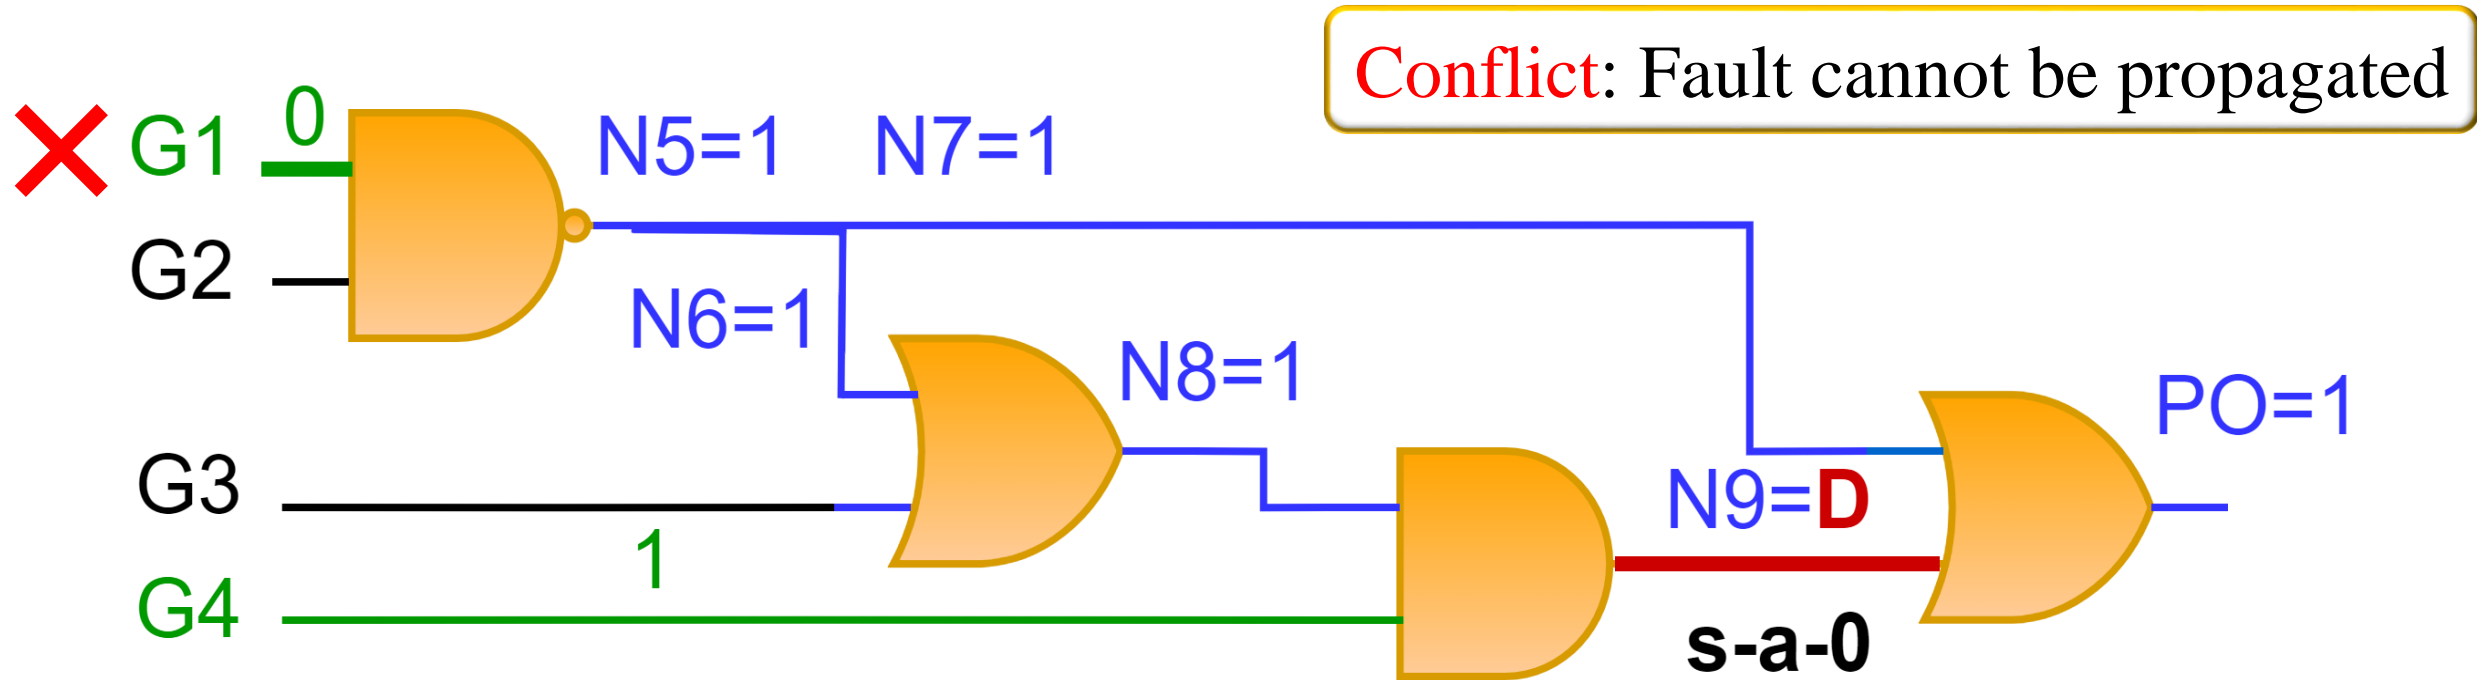 Conflict: Fault cannot be propagated
G1
0
N5=1
N7=1
G2
N6=1
N8=1
PO=1
G3
N9=D
1
G4
s-a-0